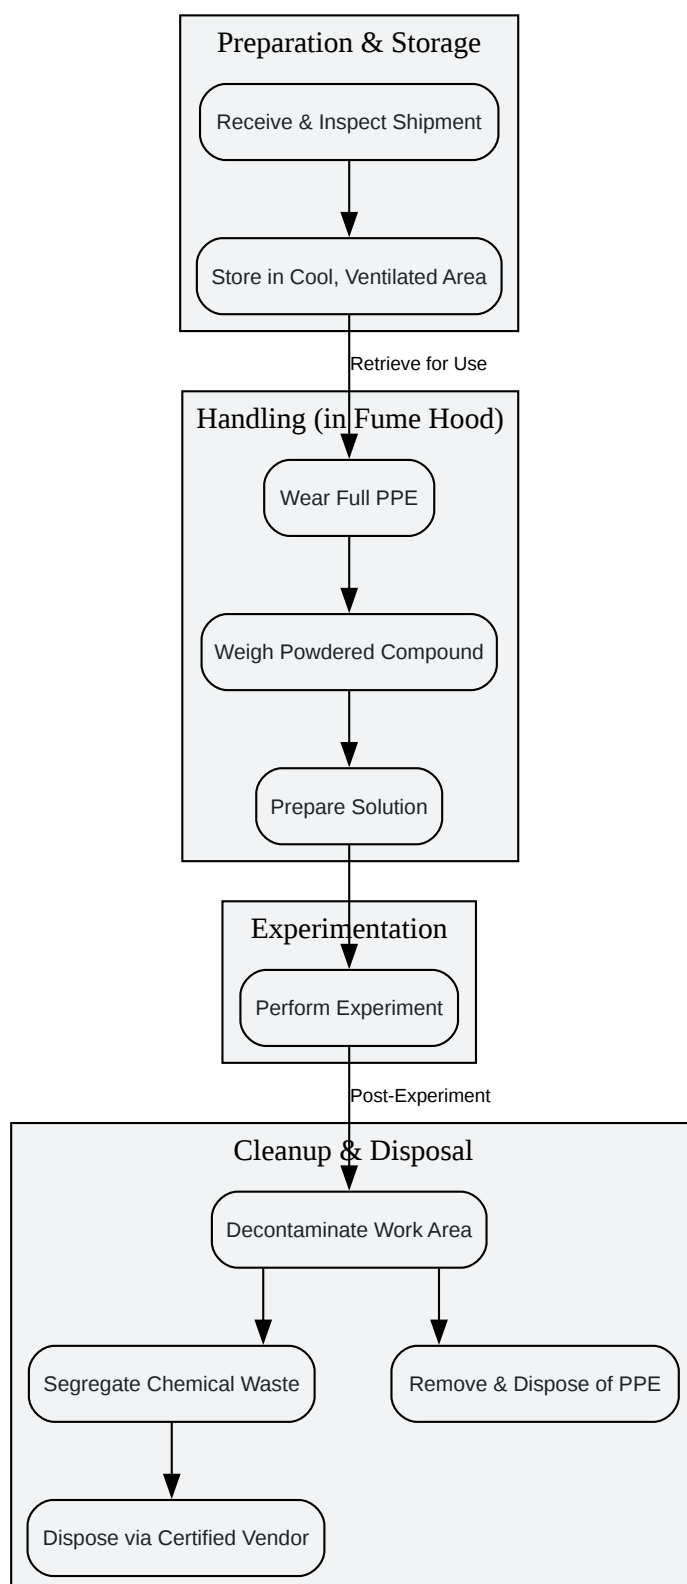 Preparation & Storage
Receive & Inspect Shipment
Store in Cool, Ventilated Area
Retrieve for Use
Handling (in Fume Hood)
Wear Full PPE
Weigh Powdered Compound
Prepare Solution
Experimentation
Perform Experiment
Post-Experiment
Cleanup & Disposal
Decontaminate Work Area
Segregate Chemical Waste
Remove & Dispose of PPE
Dispose via Certified Vendor